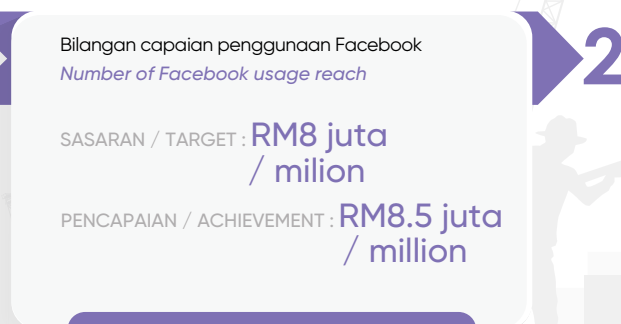 Bilangan capaian penggunaan Facebook
Number of Facebook usage reach
SASARAN / TARGET : RM8 juta
/ milion
PENCAPAIAN / ACHIEVEMENT : RM8.5 juta
/ million
2